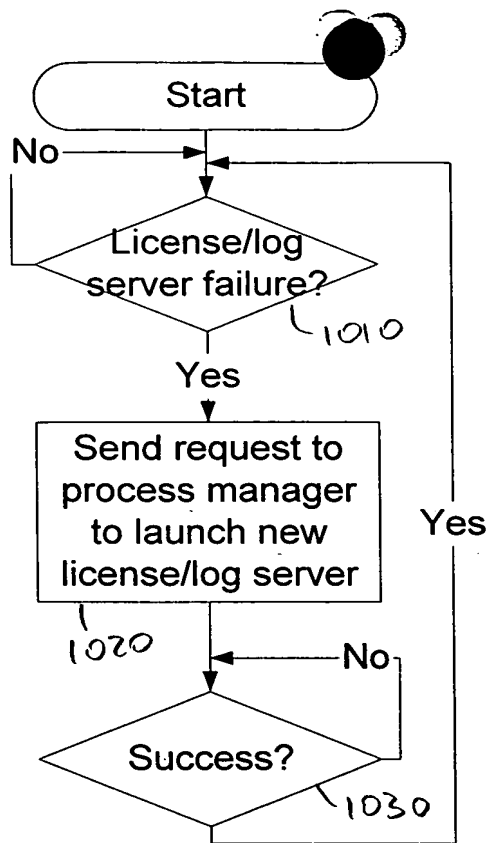 Start
No
License/log
server failure?
1010
Yes
Send request to
process manager
to launch new
license/log server
Yes
1020
No
Success?
1030